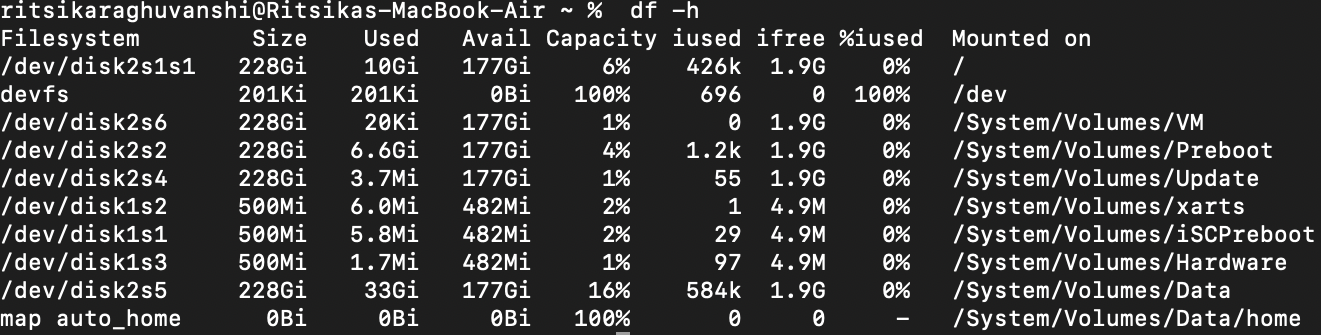 ritsikaraghuvanshi@Ritsikas-MacBook-Air ~ %  df -h
Filesystem        Size    Used   Avail Capacity iused ifree %iused  Mounted on
/dev/disk2s1s1   228Gi    10Gi   177Gi     6%    426k  1.9G    0%   /
devfs            201Ki   201Ki     0Bi   100%     696     0  100%   /dev
/dev/disk2s6     228Gi    20Ki   177Gi     1%       0  1.9G    0%   /System/Volumes/VM
/dev/disk2s2     228Gi   6.6Gi   177Gi     4%    1.2k  1.9G    0%   /System/Volumes/Preboot
/dev/disk2s4     228Gi   3.7Mi   177Gi     1%      55  1.9G    0%   /System/Volumes/Update
/dev/disk1s2     500Mi   6.0Mi   482Mi     2%       1  4.9M    0%   /System/Volumes/xarts
/dev/disk1s1     500Mi   5.8Mi   482Mi     2%      29  4.9M    0%   /System/Volumes/iSCPreboot
/dev/disk1s3     500Mi   1.7Mi   482Mi     1%      97  4.9M    0%   /System/Volumes/Hardware
/dev/disk2s5     228Gi    33Gi   177Gi    16%    584k  1.9G    0%   /System/Volumes/Data
map auto_home      0Bi     0Bi     0Bi   100%       0     0     -   /System/Volumes/Data/home